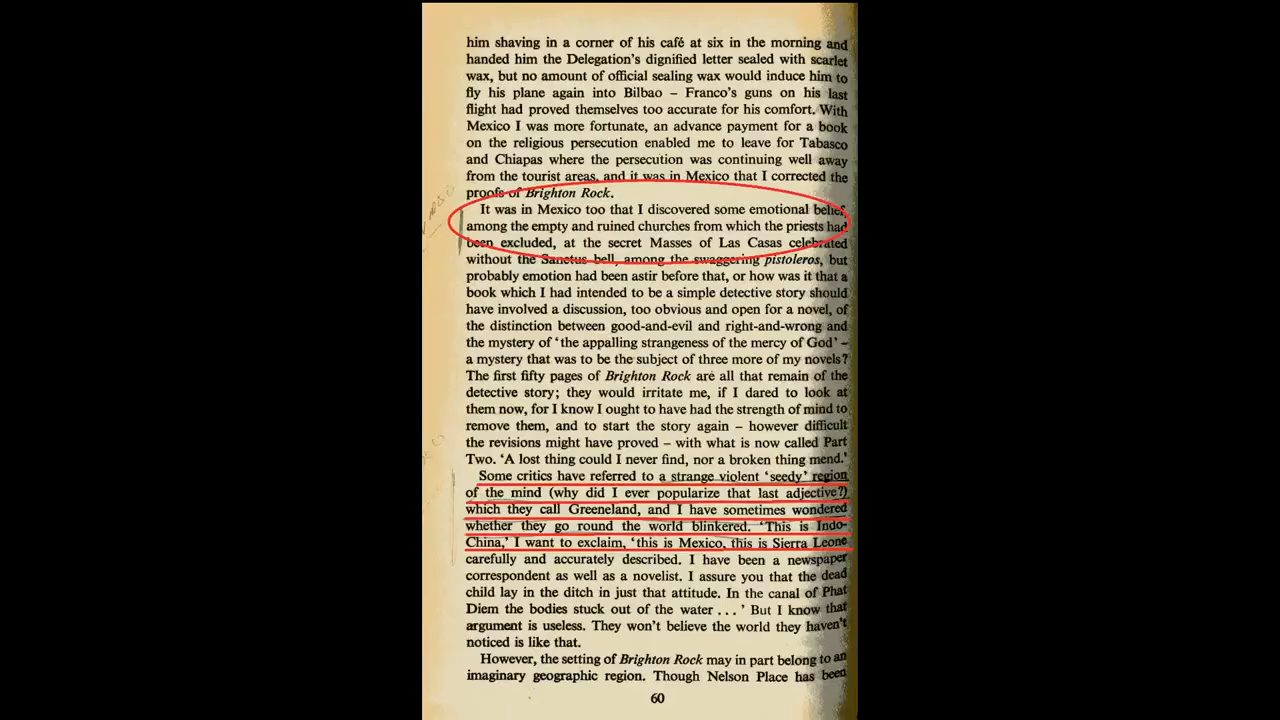 him shaving in a corner of his café at six in the morning and
handed him the Delegation's dignified letter sealed with scarlet
wax, but no amount of official sealing wax would induce him to
fly his plane again into Bilbao – Franco's guns on his last
flight had proved themselves too accurate for his comfort. With
Mexico I was more fortunate, an advance payment for a book
on the religious persecution enabled me to leave for Tabasco
and Chiapas where the persecution was continuing well away
from the tourist areas, and it was in Mexico that I corrected the
proofs of Brighton Rock.
It was in Mexico too that I discovered some emotional belief,
among the empty and ruined churches from which the priests had
been excluded, at the secret Masses of Las Casas celebrated
without the Sanctus bell, among the swaggering pistoleros, but
probably emotion had been astir before that, or how was it that a
book which I had intended to be a simple detective story should
have involved a discussion, too obvious and open for a novel, of
the distinction between good-and-evil and right-and-wrong and
the mystery of 'the appalling strangeness of the mercy of God' –
a mystery that was to be the subject of three more of my novels?
The first fifty pages of Brighton Rock are all that remain of the
detective story; they would irritate me, if I dared to look at
them now, for I know I ought to have had the strength of mind to
remove them, and to start the story again – however difficult
the revisions might have proved – with what is now called Part
Two. 'A lost thing could I never find, nor a broken thing mend.'
Some critics have referred to a strange violent 'seedy' region
of the mind (why did I ever popularize that last adjective?)
which they call Greeneland, and I have sometimes wondered
whether they go round the world blinkered. 'This is Indo-
China,' I want to exclaim, 'this is Mexico, this is Sierra Leone
carefully and accurately described. I have been a newspaper
correspondent as well as a novelist. I assure you that the dead
child lay in the ditch in just that attitude. In the canal of Phat
Diem the bodies stuck out of the water . . . ' But I know that
argument is useless. They won't believe the world they haven't
noticed is like that.
However, the setting of Brighton Rock may in part belong to an
imaginary geographic region. Though Nelson Place has been
60